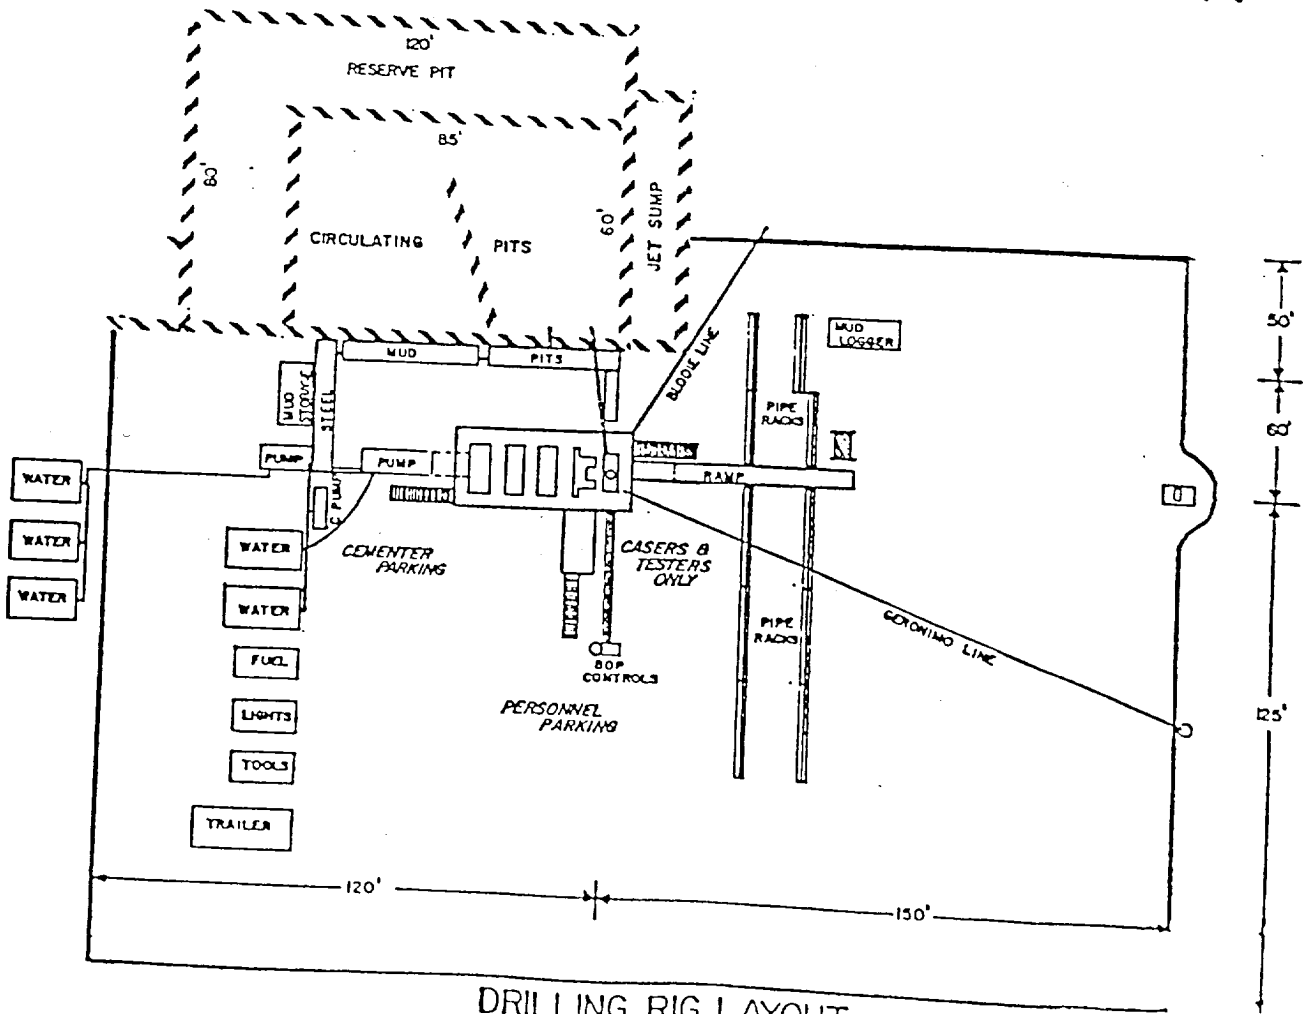 120'
RESERVE PIT
85'
80'
60'
JET SUMP
CIRCULATING PITS
BLOOIE LINE
MUD
LOGGER
50'
MUD
PITS
MUD
STORAGE
STEEL
PIPE
RACKS
60'
PUMP
PUMP
RAMP
WATER
C PUMP
WATER
WATER
CEMENTER
PARKING
CASERS &
TESTERS
ONLY
WATER
WATER
PIPE
RACKS
GERONIMO LINE
FUEL
BOP
CONTROLS
LIGHTS
PERSONNEL
PARKING
125'
TOOLS
TRAILER
120'
150'
DRILLING RIG LAYOUT